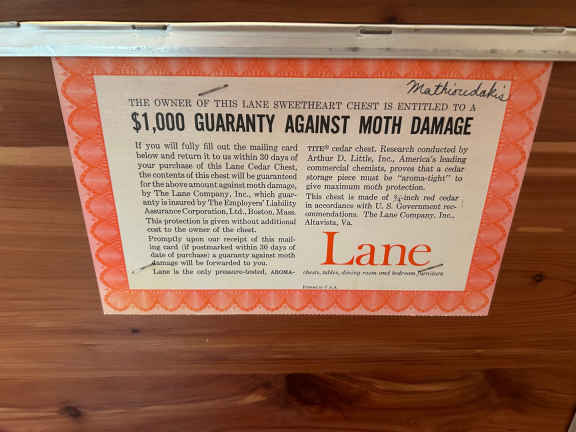 Mathioudakis
THE OWNER OF THIS LANE SWEETHEART CHEST IS ENTITLED TO A
$1,000 GUARANTY AGAINST MOTH DAMAGE
If you will fully fill out the mailing card
below and return it to us within 30 days of
your purchase of this Lane Cedar Chest,
the contents of this chest will be guaranteed
for the above amount against moth damage,
by The Lane Company, Inc., which guar-
anty is insured by The Employers' Liability
Assurance Corporation, Ltd., Boston, Mass.
This protection is given without additional
cost to the owner of the chest.
Promptly upon our receipt of this mail-
ing card (if postmarked within 30 days of
date of purchase) a guaranty against moth
damage will be forwarded to you.
Lane is the only pressure-tested, AROMA-
TITE® cedar chest. Research conducted by
Arthur D. Little, Inc., America's leading
commercial chemists, proves that a cedar
storage piece must be "aroma-tight" to
give maximum moth protection.
This chest is made of ¾-inch red cedar
in accordance with U. S. Government rec-
ommendations. The Lane Company, Inc.,
Altavista, Va.
Lane
chests, tables, dining room and bedroom furniture
Printed in U.S.A.